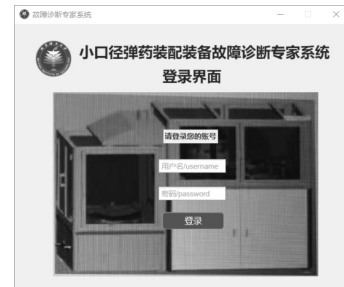 故障诊断专家系统
小口径弹药装配装备故障诊断专家系统
登录界面
请登录您的账号
用户名/username
密码/password
登录